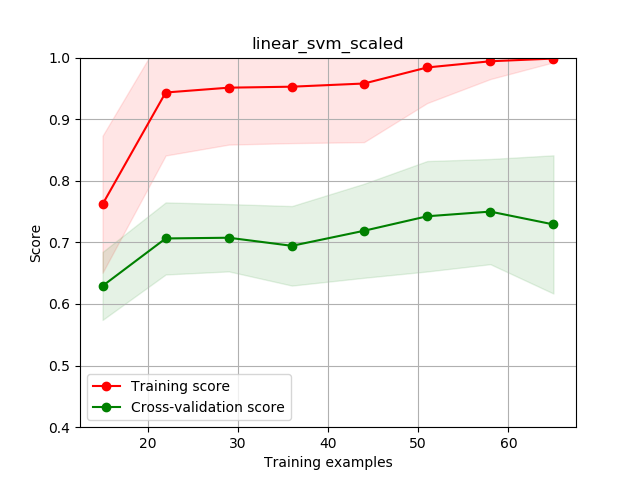 linear_svm_scaled
1.0
0.9
0.8
0.7
0.6
0.5
0.4
Score
Training score
Cross-validation score
20 30 40 50 60
Training examples